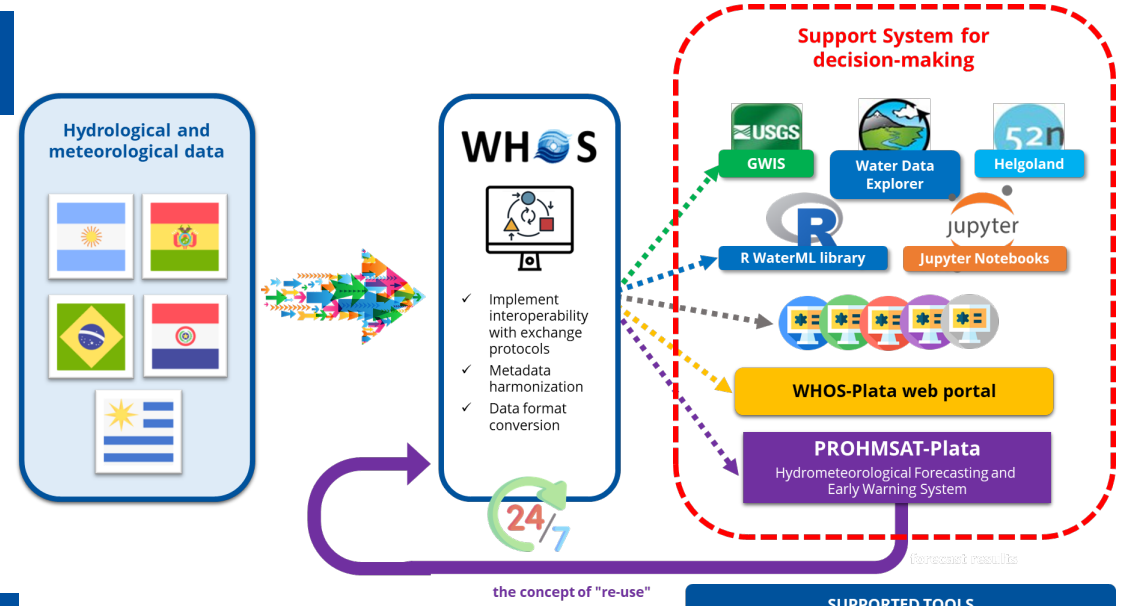 Support System for
decision-making
Hydrological and
meteorological data
WHOS
USGS
GWIS
Water Data
Explorer
52n
Helgoland
R
R WaterML library
jupyter
Jupyter Notebooks
✓ Implement
interoperability
with exchange
protocols
✓ Metadata
harmonization
✓ Data format
conversion
WHOS-Plata web portal
PROHMSAT-Plata
Hydrometeorological Forecasting and
Early Warning System
24/7
forecast results
the concept of "re-use"
SUPPORTED TOOLS